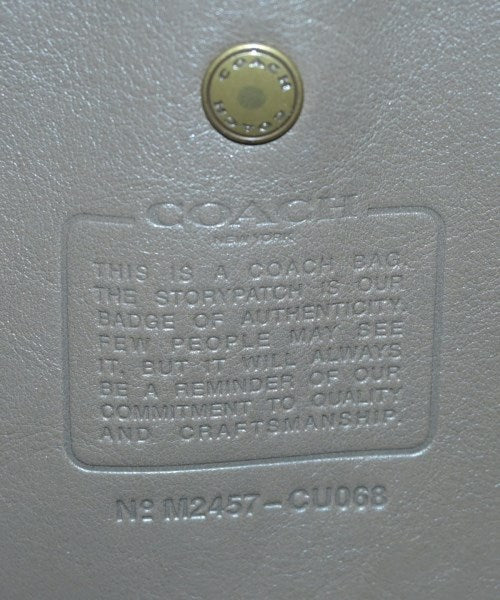 COACH
COACH
COACH
NEW YORK
THIS IS A COACH BAG.
THE STORYPATCH IS OUR
BADGE OF AUTHENTICITY.
FEW PEOPLE MAY SEE
IT, BUT IT WILL ALWAYS
BE A REMINDER OF OUR
COMMITMENT TO QUALITY
AND CRAFTSMANSHIP.
Nº M2457-CU068